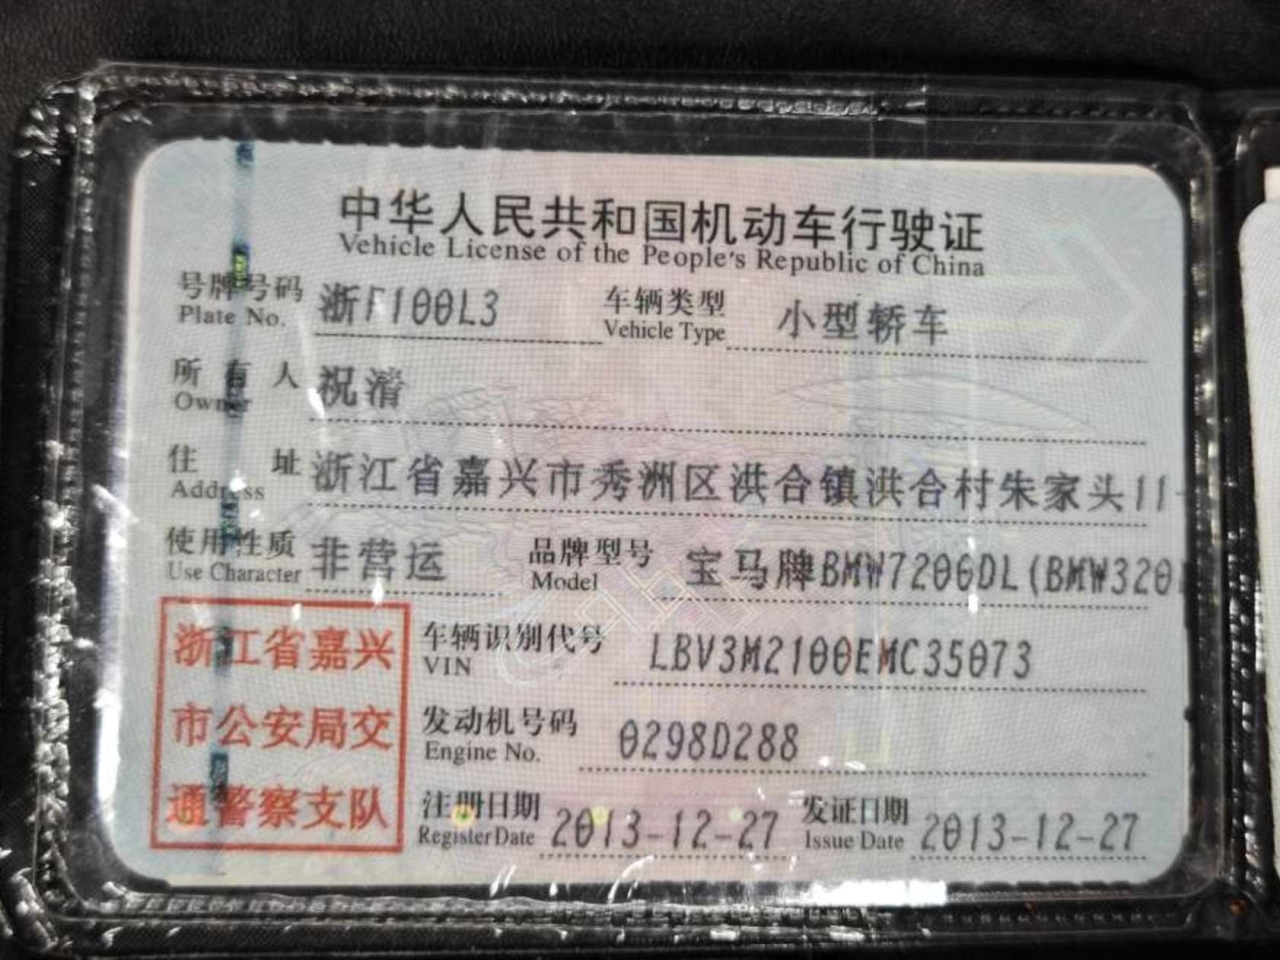 中华人民共和国机动车行驶证
Vehicle License of the People's Republic of China
号牌号码 浙F100L3 车辆类型 小型轿车
Plate No. Vehicle Type
所有人 祝清
Owner
住址 浙江省嘉兴市秀洲区洪合镇洪合村朱家头11-
Address
使用性质 非营运 品牌型号 宝马牌BMW7206DL(BMW320
Use Character Model
浙江省嘉兴 车辆识别代号 LBV3M2100EMC35073
VIN
市公安局交 发动机号码 0298D288
Engine No.
通警察支队 注册日期 2013-12-27 发证日期 2013-12-27
Register Date Issue Date